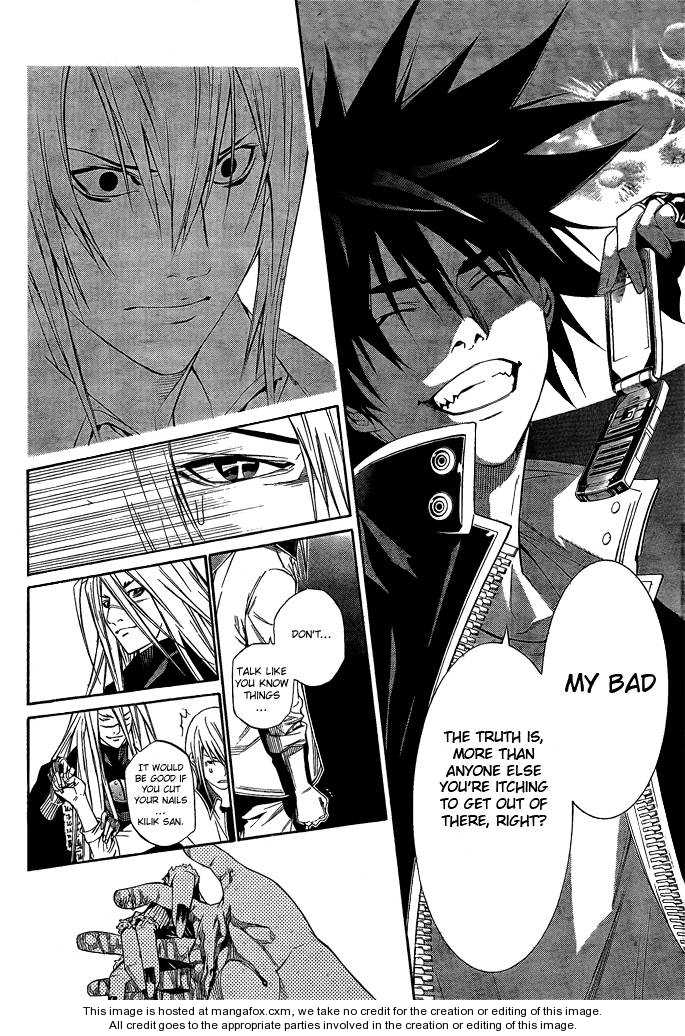 MY BAD
THE TRUTH IS,
MORE THAN
ANYONE ELSE
YOU'RE ITCHING
TO GET OUT OF
THERE, RIGHT?
DON'T...
TALK LIKE
YOU KNOW
THINGS
...
IT WOULD
BE GOOD IF
YOU CUT
YOUR NAILS
...
KILIK SAN.
This image is hosted at mangafox.cxm, we take no credit for the creation or editing of this image.
All credit goes to the appropriate parties involved in the creation or editing of this image.